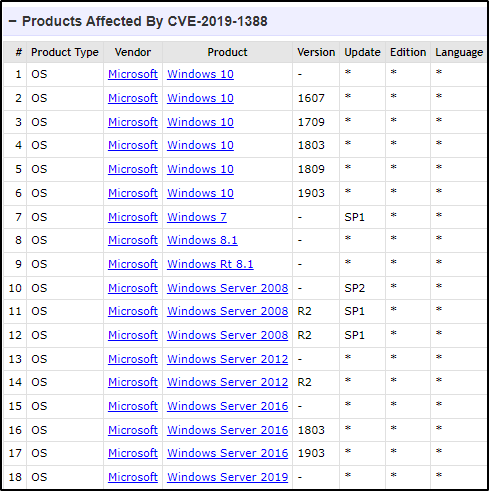 − Products Affected By CVE-2019-1388
# Product Type Vendor Product Version Update Edition Language
1 OS Microsoft Windows 10 - * * *
2 OS Microsoft Windows 10 1607 * * *
3 OS Microsoft Windows 10 1709 * * *
4 OS Microsoft Windows 10 1803 * * *
5 OS Microsoft Windows 10 1809 * * *
6 OS Microsoft Windows 10 1903 * * *
7 OS Microsoft Windows 7 - SP1 * *
8 OS Microsoft Windows 8.1 - * * *
9 OS Microsoft Windows Rt 8.1 - * * *
10 OS Microsoft Windows Server 2008 - SP2 * *
11 OS Microsoft Windows Server 2008 R2 SP1 * *
12 OS Microsoft Windows Server 2008 R2 SP1 * *
13 OS Microsoft Windows Server 2012 - * * *
14 OS Microsoft Windows Server 2012 R2 * * *
15 OS Microsoft Windows Server 2016 - * * *
16 OS Microsoft Windows Server 2016 1803 * * *
17 OS Microsoft Windows Server 2016 1903 * * *
18 OS Microsoft Windows Server 2019 - * * *